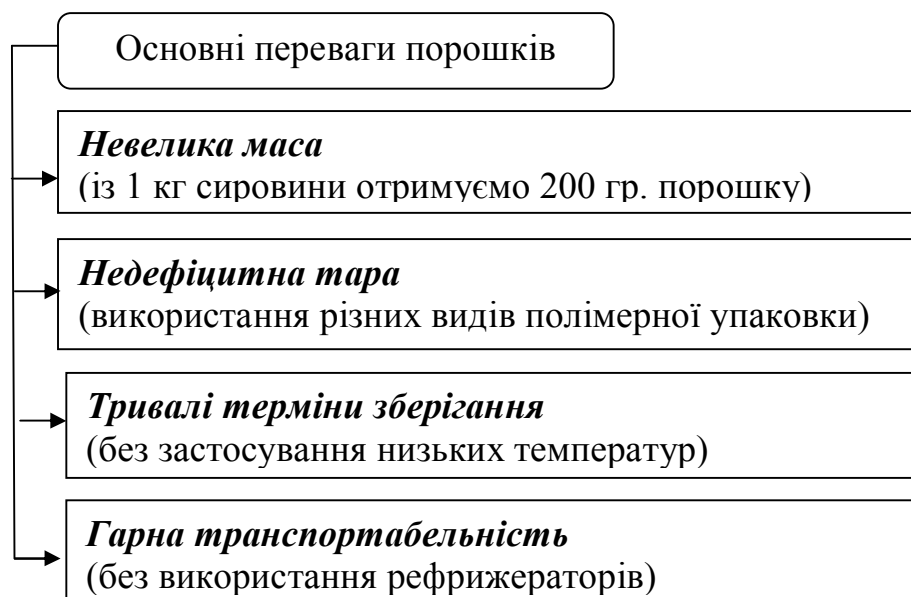 Основні переваги порошків
Невелика маса
(із 1 кг сировини отримуємо 200 гр. порошку)
Недефіцитна тара
(використання різних видів полімерної упаковки)
Тривалі терміни зберігання
(без застосування низьких температур)
Гарна транспортабельність
(без використання рефрижераторів)